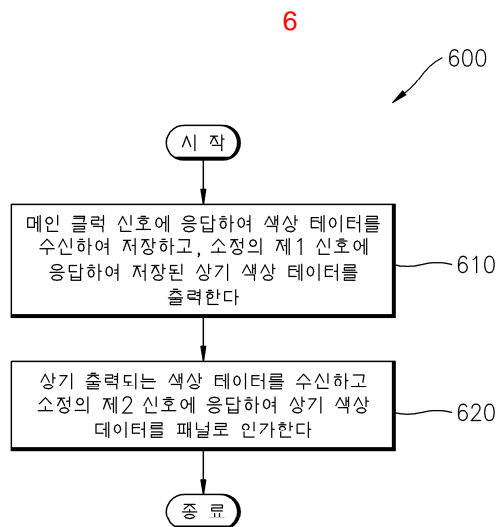 6
600
시 작
메인 클럭 신호에 응답하여 색상 테이터를
수신하여 저장하고, 소정의 제1 신호에
응답하여 저장된 상기 색상 테이터를
출력한다
610
상기 출력되는 색상 테이터를 수신하고
소정의 제2 신호에 응답하여 상기 색상
데이터를 패널로 인가한다
620
종 료